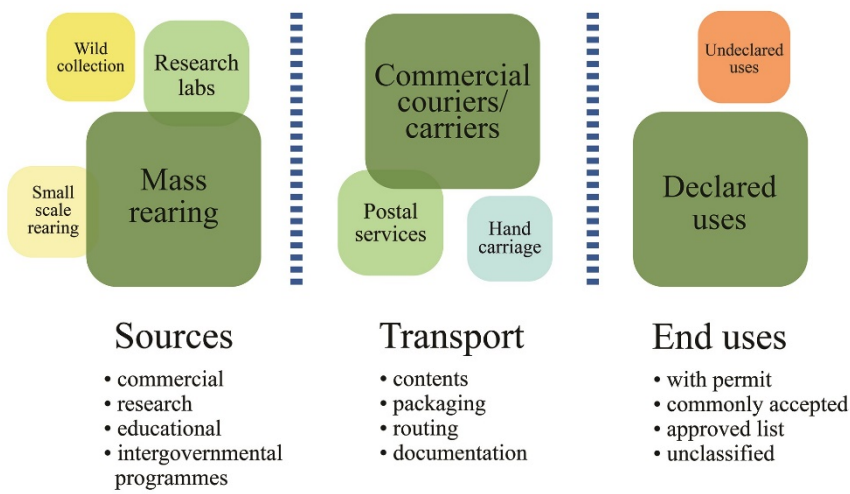 Wild
collection
Research
labs
Mass
rearing
Small
scale
rearing
Commercial
couriers/
carriers
Postal
services
Hand
carriage
Undeclared
uses
Declared
uses
Sources
• commercial
• research
• educational
• intergovernmental
programmes
Transport
• contents
• packaging
• routing
• documentation
End uses
• with permit
• commonly accepted
• approved list
• unclassified